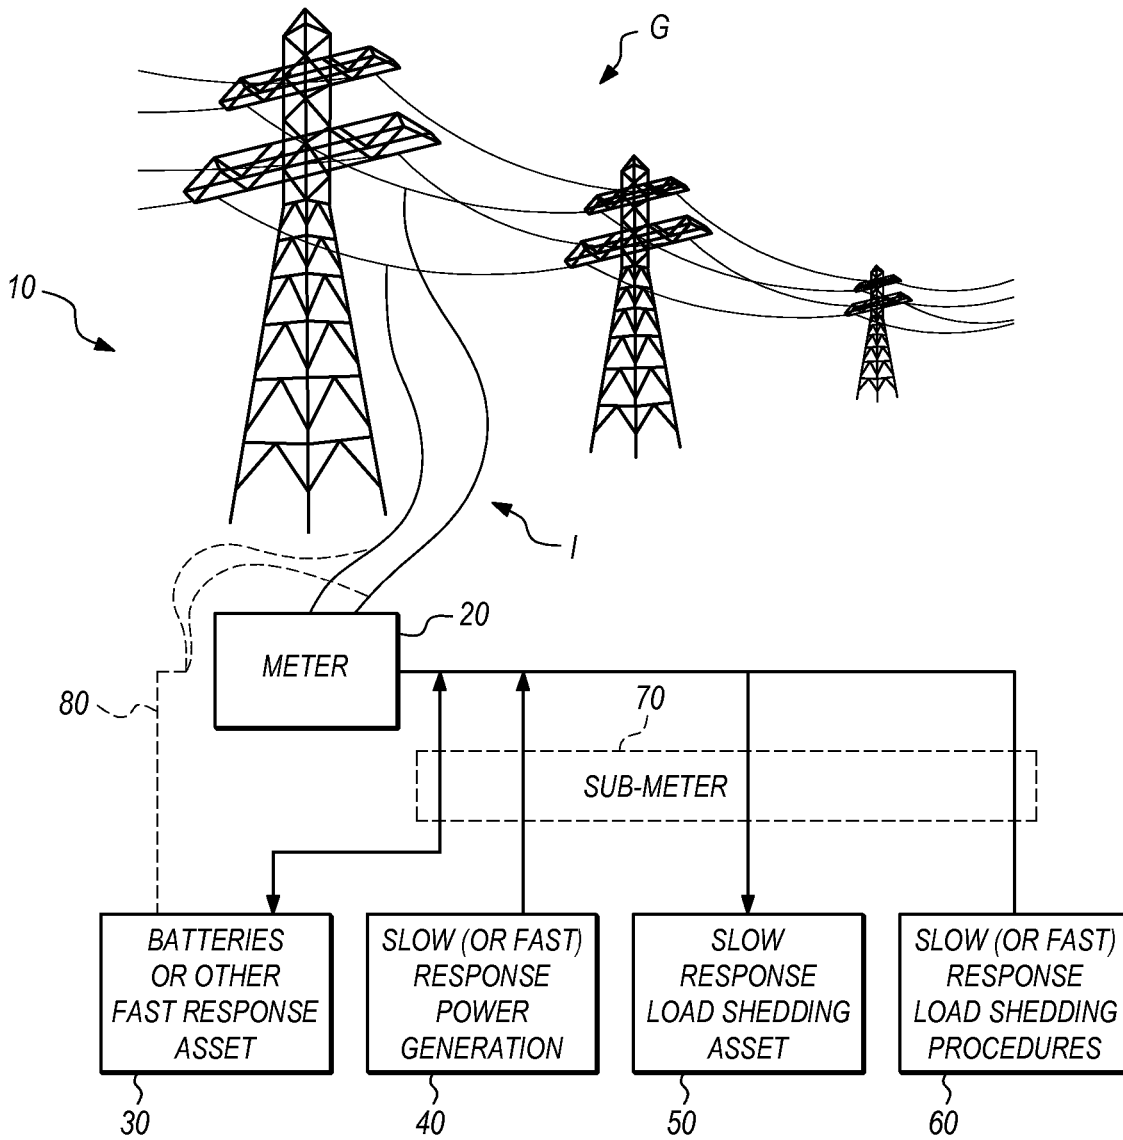 G
10
I
20
METER
80
70
SUB-METER
BATTERIES
OR OTHER
FAST RESPONSE
ASSET
SLOW (OR FAST)
RESPONSE
POWER
GENERATION
SLOW
RESPONSE
LOAD SHEDDING
ASSET
SLOW (OR FAST)
RESPONSE
LOAD SHEDDING
PROCEDURES
30
40
50
60